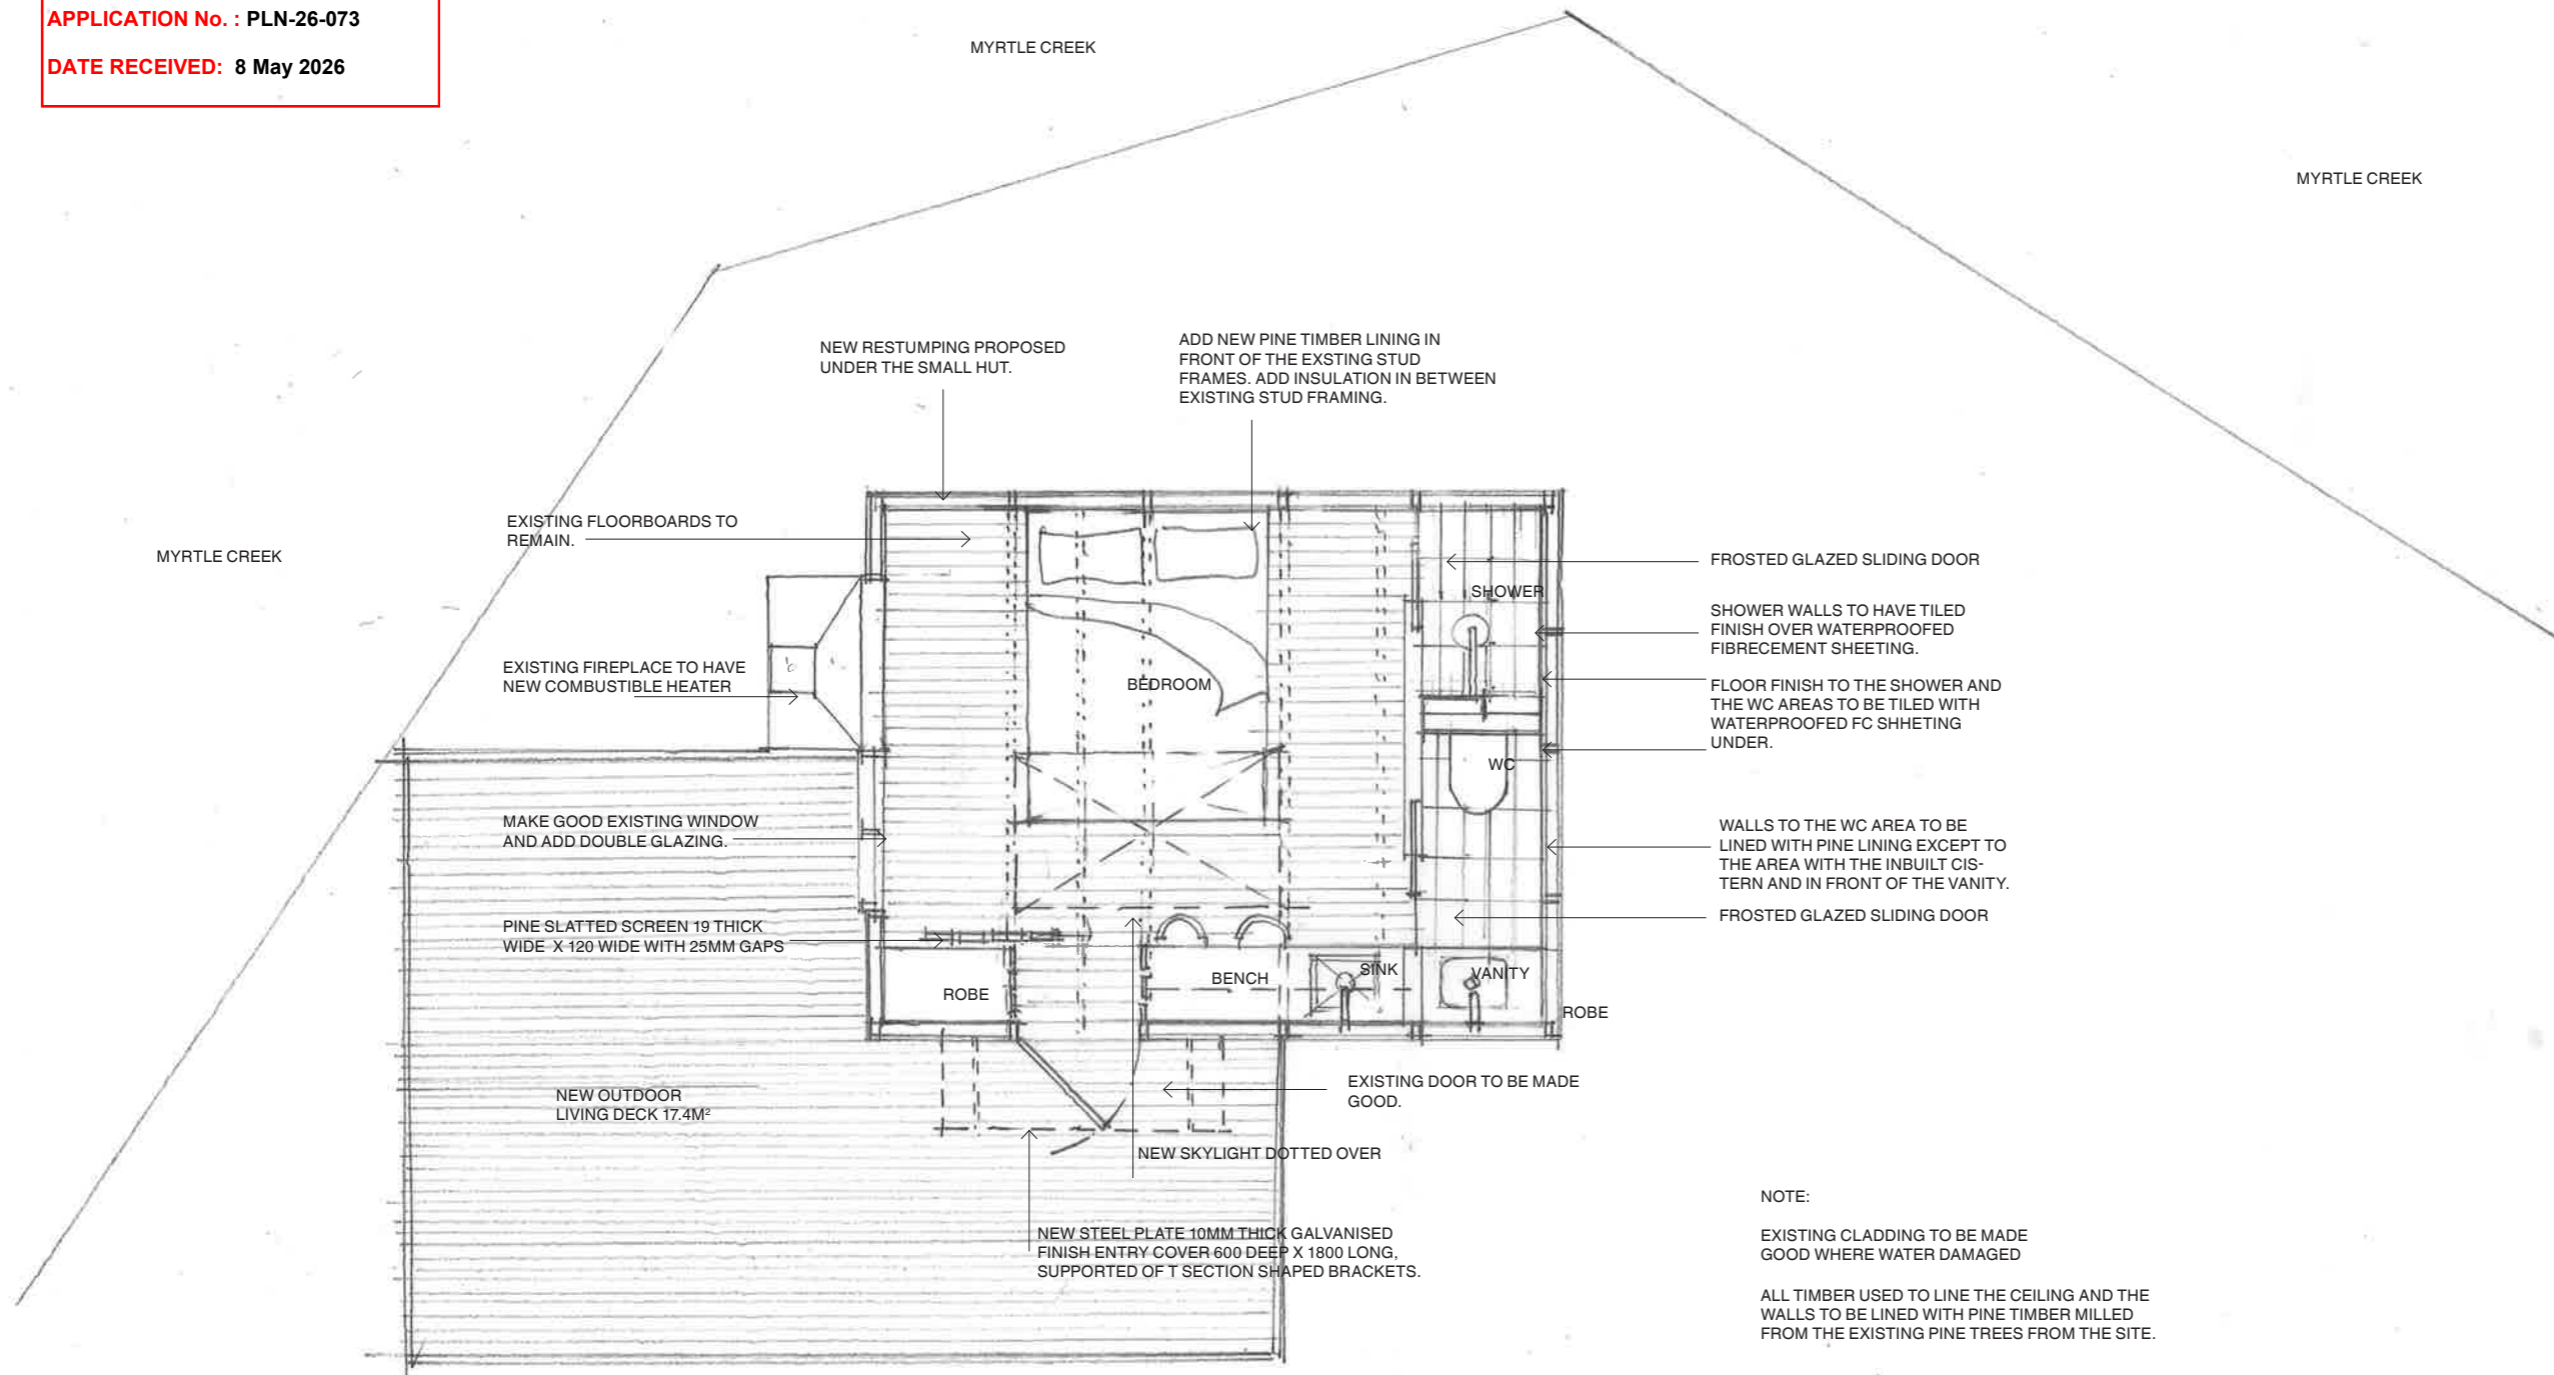 APPLICATION No. : PLN-26-073
DATE RECEIVED: 8 May 2026
MYRTLE CREEK
MYRTLE CREEK
NEW RESTUMPING PROPOSED
UNDER THE SMALL HUT.
ADD NEW PINE TIMBER LINING IN
FRONT OF THE EXSTING STUD
FRAMES. ADD INSULATION IN BETWEEN
EXISTING STUD FRAMING.
EXISTING FLOORBOARDS TO
REMAIN.
MYRTLE CREEK
FROSTED GLAZED SLIDING DOOR
SHOWER
SHOWER WALLS TO HAVE TILED
FINISH OVER WATERPROOFED
FIBRECEMENT SHEETING.
EXISTING FIREPLACE TO HAVE
NEW COMBUSTIBLE HEATER
BEDROOM
FLOOR FINISH TO THE SHOWER AND
THE WC AREAS TO BE TILED WITH
WATERPROOFED FC SHHETING
UNDER.
WC
MAKE GOOD EXISTING WINDOW
AND ADD DOUBLE GLAZING.
WALLS TO THE WC AREA TO BE
LINED WITH PINE LINING EXCEPT TO
THE AREA WITH THE INBUILT CIS-
TERN AND IN FRONT OF THE VANITY.
FROSTED GLAZED SLIDING DOOR
PINE SLATTED SCREEN 19 THICK
WIDE X 120 WIDE WITH 25MM GAPS
ROBE
BENCH
SINK
VANITY
ROBE
NEW OUTDOOR
LIVING DECK 17.4M²
EXISTING DOOR TO BE MADE
GOOD.
NEW SKYLIGHT DOTTED OVER
NEW STEEL PLATE 10MM THICK GALVANISED
FINISH ENTRY COVER 600 DEEP X 1800 LONG,
SUPPORTED OF T SECTION SHAPED BRACKETS.
NOTE:
EXISTING CLADDING TO BE MADE
GOOD WHERE WATER DAMAGED
ALL TIMBER USED TO LINE THE CEILING AND THE
WALLS TO BE LINED WITH PINE TIMBER MILLED
FROM THE EXISTING PINE TREES FROM THE SITE.